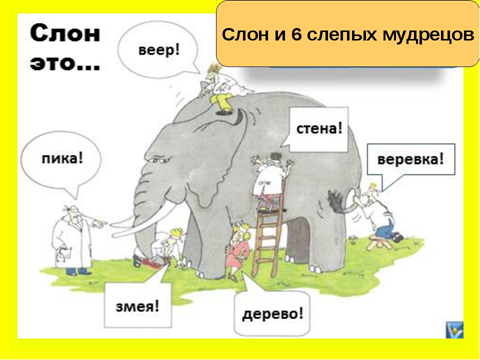 Слон и 6 слепых мудрецов
Слон
это...
веер!
стена!
пика!
веревка!
змея!
дерево!